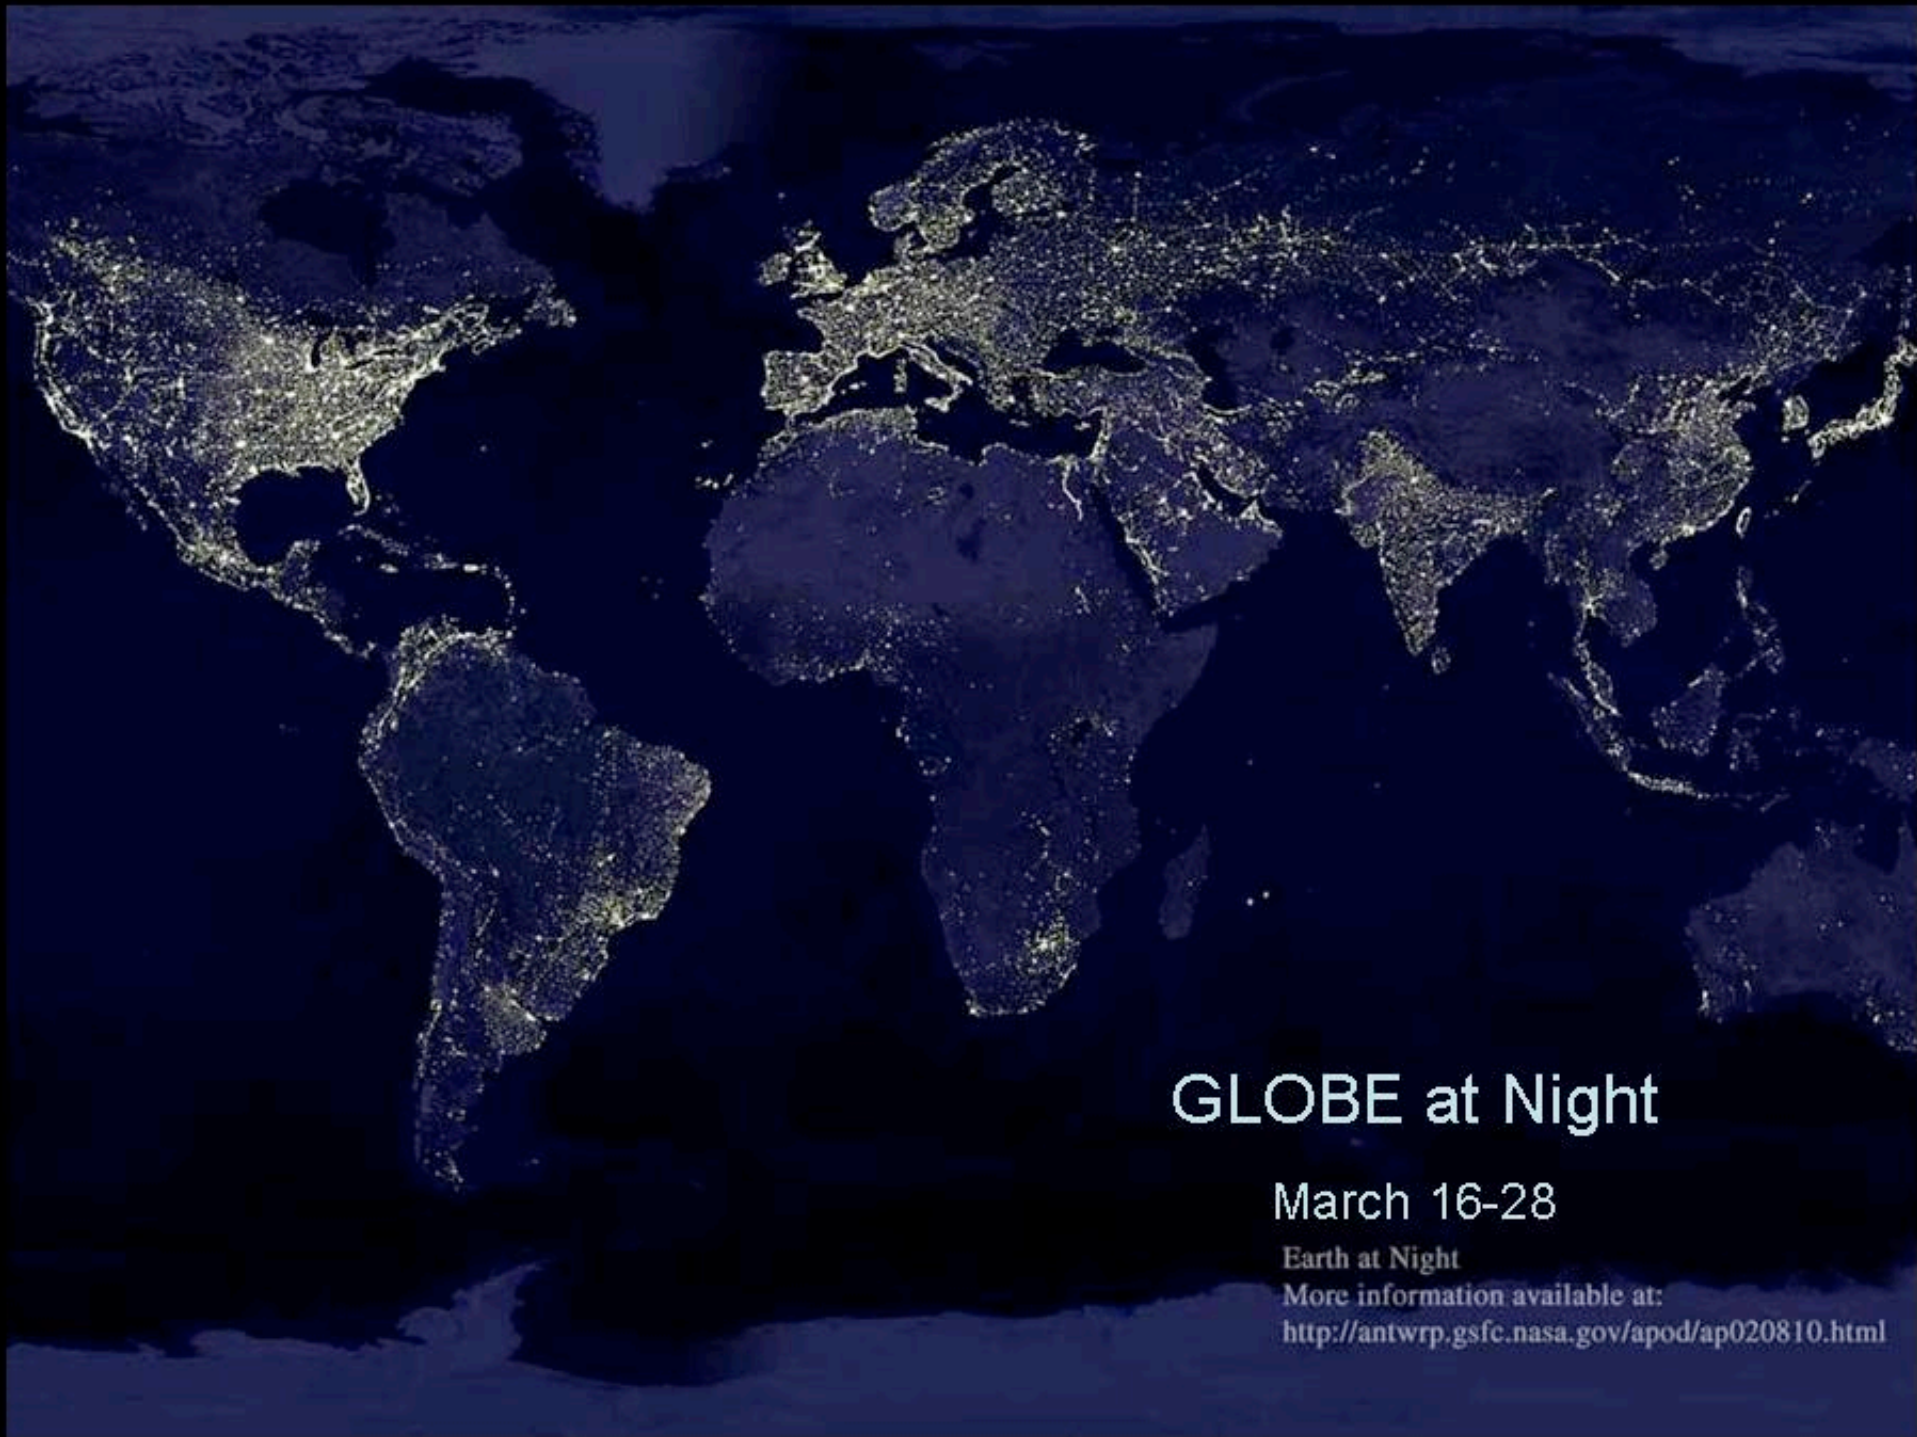 GLOBE at Night
March 16-28
Earth at Night
More information available at:
http://antwrp.gsfc.nasa.gov/apod/ap020810.html